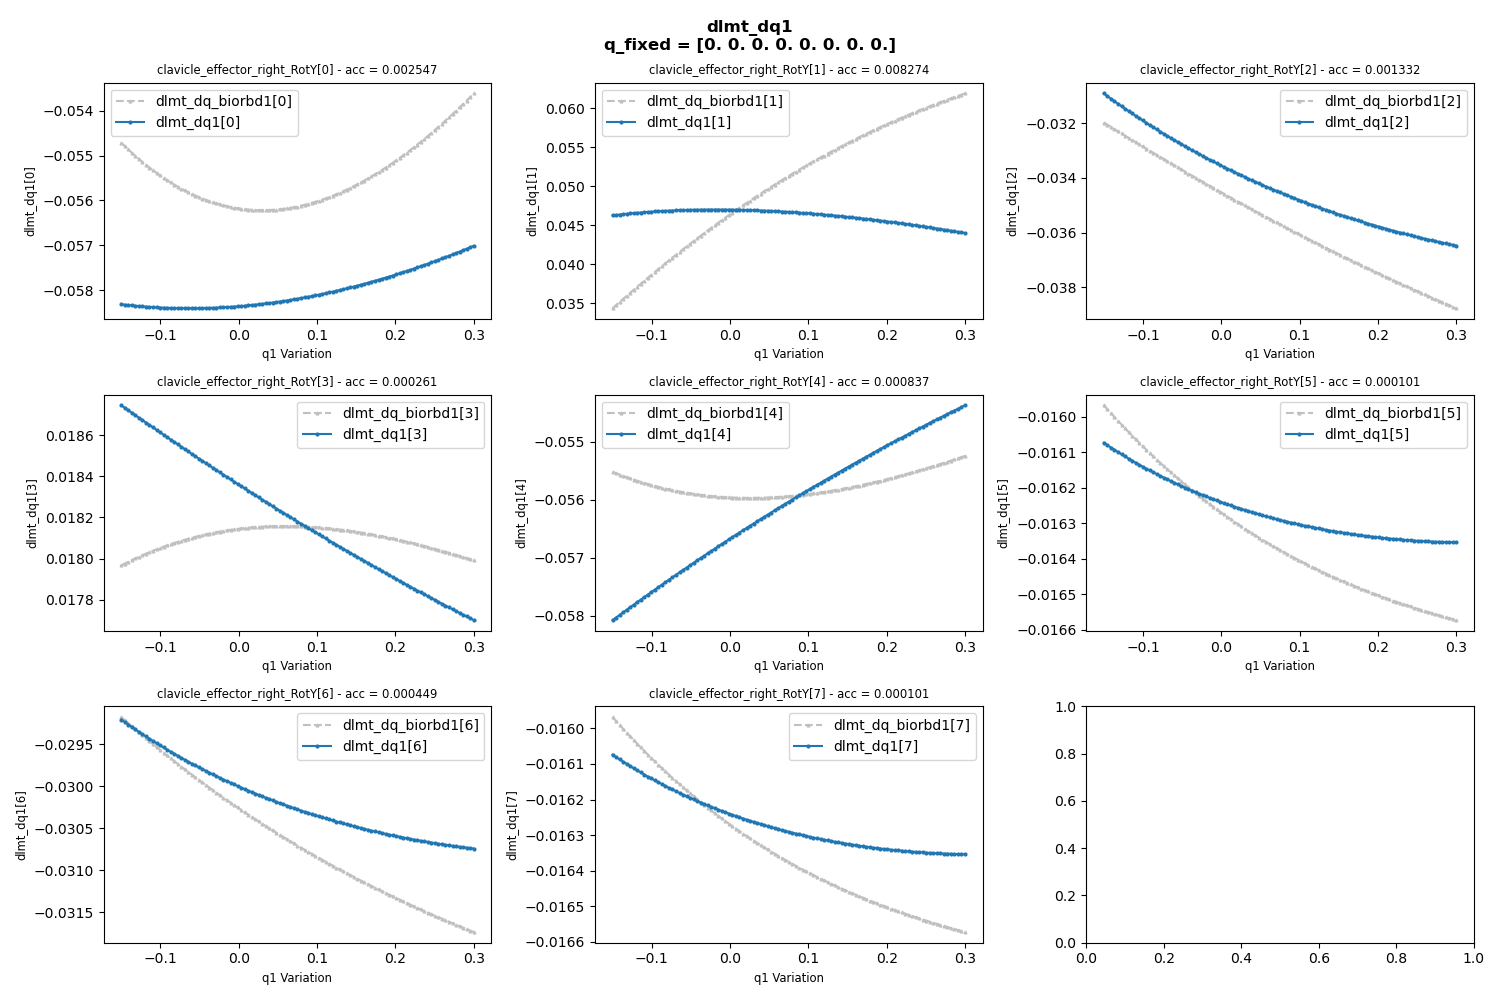 dlmt_dq1
q_fixed = [0. 0. 0. 0. 0. 0. 0. 0.]
clavicle_effector_right_RotY[0] - acc = 0.002547
dlmt_dq_biorbd1[0]
dlmt_dq1[0]
dlmt_dq1[0]
−0.054
−0.055
−0.056
−0.057
−0.058
−0.1
0.0
0.1
0.2
0.3
q1 Variation
clavicle_effector_right_RotY[1] - acc = 0.008274
dlmt_dq_biorbd1[1]
dlmt_dq1[1]
dlmt_dq1[1]
0.060
0.055
0.050
0.045
0.040
0.035
−0.1
0.0
0.1
0.2
0.3
q1 Variation
clavicle_effector_right_RotY[2] - acc = 0.001332
dlmt_dq_biorbd1[2]
dlmt_dq1[2]
dlmt_dq1[2]
−0.032
−0.034
−0.036
−0.038
−0.1
0.0
0.1
0.2
0.3
q1 Variation
clavicle_effector_right_RotY[3] - acc = 0.000261
dlmt_dq_biorbd1[3]
dlmt_dq1[3]
dlmt_dq1[3]
0.0186
0.0184
0.0182
0.0180
0.0178
−0.1
0.0
0.1
0.2
0.3
q1 Variation
clavicle_effector_right_RotY[4] - acc = 0.000837
dlmt_dq_biorbd1[4]
dlmt_dq1[4]
dlmt_dq1[4]
−0.055
−0.056
−0.057
−0.058
−0.1
0.0
0.1
0.2
0.3
q1 Variation
clavicle_effector_right_RotY[5] - acc = 0.000101
dlmt_dq_biorbd1[5]
dlmt_dq1[5]
dlmt_dq1[5]
−0.0160
−0.0161
−0.0162
−0.0163
−0.0164
−0.0165
−0.0166
−0.1
0.0
0.1
0.2
0.3
q1 Variation
clavicle_effector_right_RotY[6] - acc = 0.000449
dlmt_dq_biorbd1[6]
dlmt_dq1[6]
dlmt_dq1[6]
−0.0295
−0.0300
−0.0305
−0.0310
−0.0315
−0.1
0.0
0.1
0.2
0.3
q1 Variation
clavicle_effector_right_RotY[7] - acc = 0.000101
dlmt_dq_biorbd1[7]
dlmt_dq1[7]
dlmt_dq1[7]
−0.0160
−0.0161
−0.0162
−0.0163
−0.0164
−0.0165
−0.0166
−0.1
0.0
0.1
0.2
0.3
q1 Variation
1.0
0.8
0.6
0.4
0.2
0.0
0.0
0.2
0.4
0.6
0.8
1.0